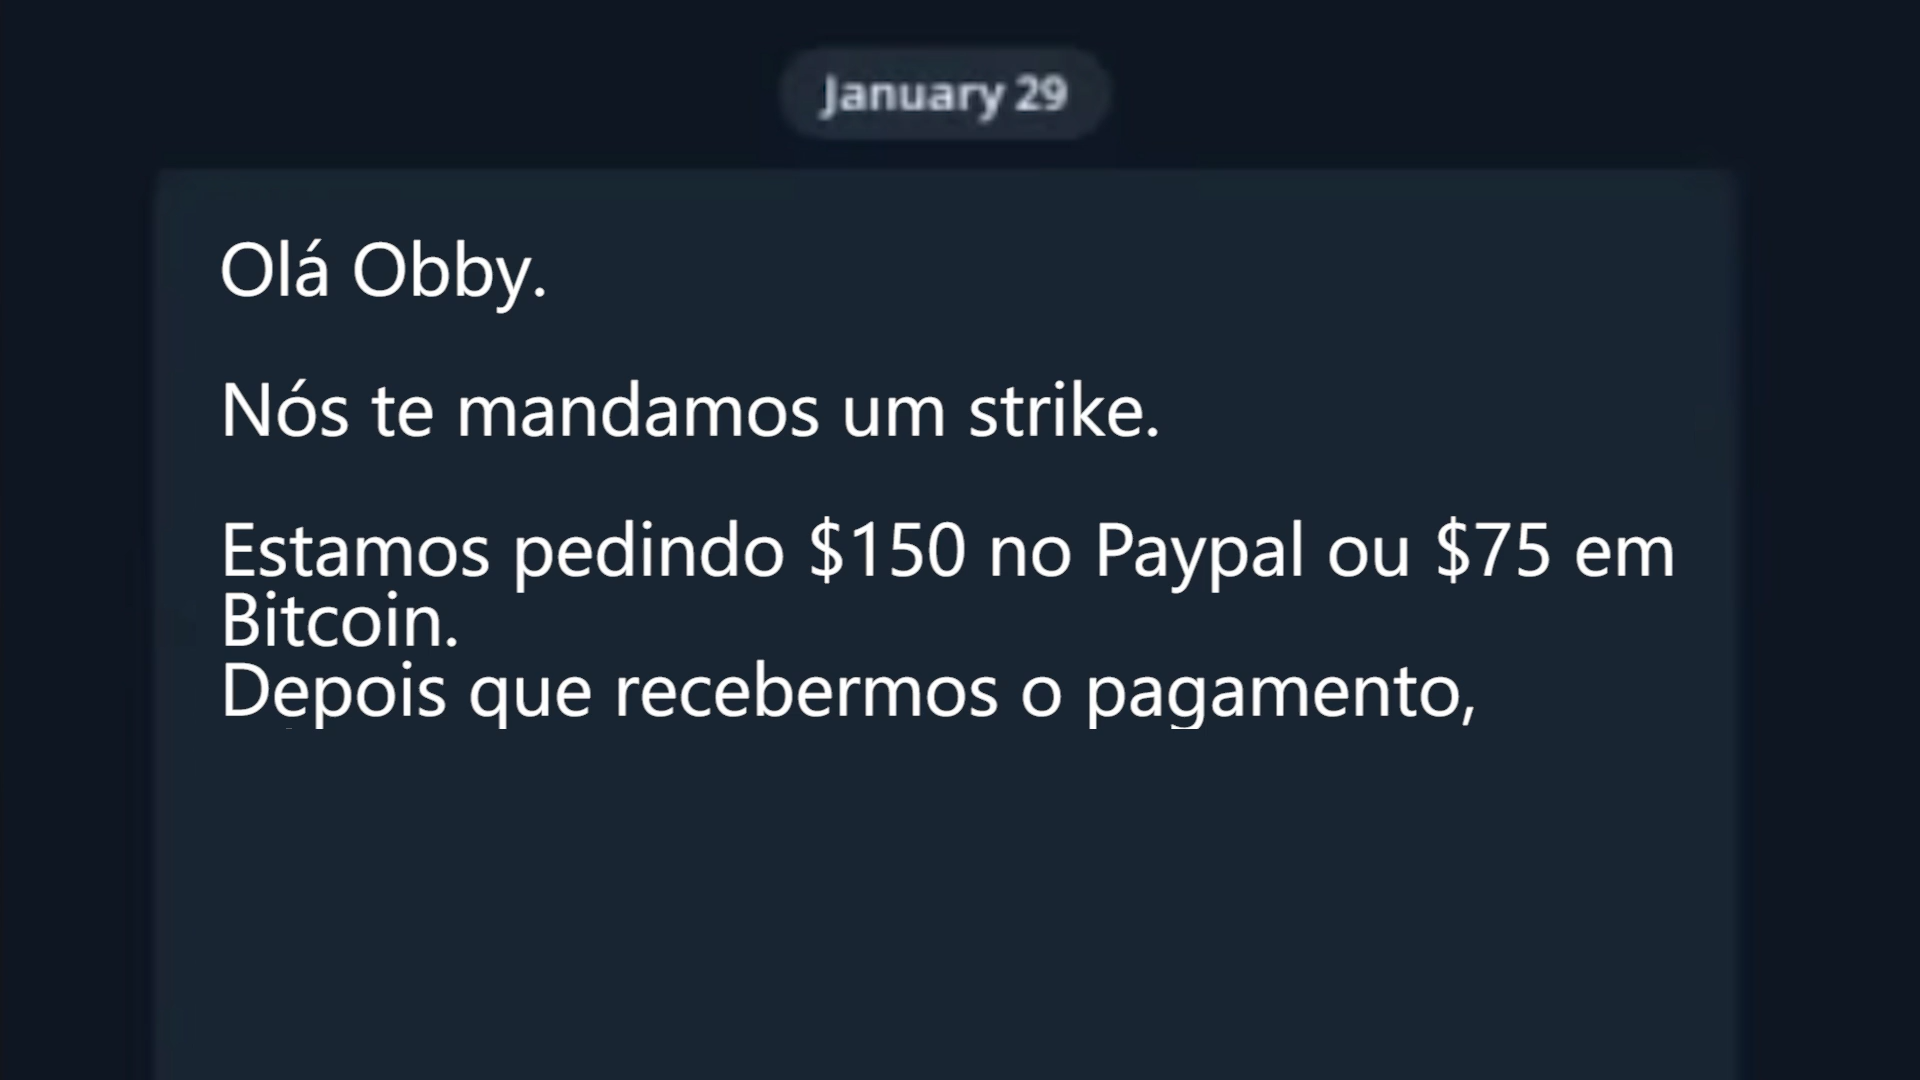 January 29
Olá Obby.
Nós te mandamos um strike.
Estamos pedindo $150 no Paypal ou $75 em
Bitcoin.
Depois que recebermos o pagamento,